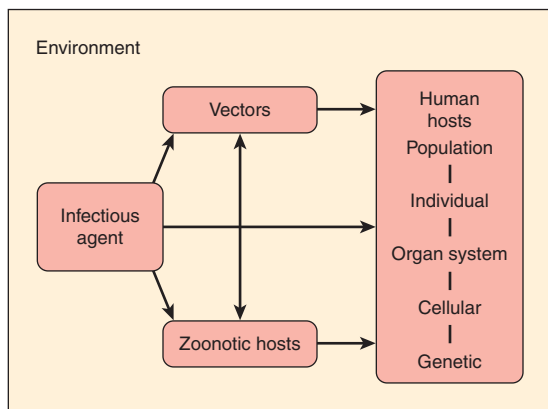 Environment
Vectors
Infectious
agent
Zoonotic hosts
Human
hosts
Population
Individual
Organ system
Cellular
Genetic